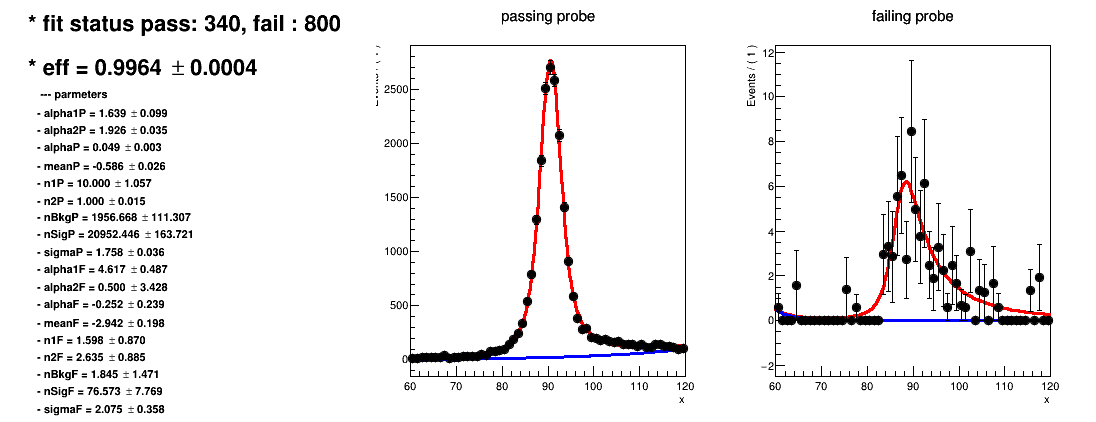 * fit status pass: 340, fail : 800
* eff = 0.9964 ± 0.0004
--- parmeters
- alpha1P = 1.639 ± 0.099
- alpha2P = 1.926 ± 0.035
- alphaP = 0.049 ± 0.003
- meanP = -0.586 ± 0.026
- n1P = 10.000 ± 1.057
- n2P = 1.000 ± 0.015
- nBkgP = 1956.668 ± 111.307
- nSigP = 20952.446 ± 163.721
- sigmaP = 1.758 ± 0.036
- alpha1F = 4.617 ± 0.487
- alpha2F = 0.500 ± 3.428
- alphaF = -0.252 ± 0.239
- meanF = -2.942 ± 0.198
- n1F = 1.598 ± 0.870
- n2F = 2.635 ± 0.885
- nBkgF = 1.845 ± 1.471
- nSigF = 76.573 ± 7.769
- sigmaF = 2.075 ± 0.358
passing probe
2500
2000
1500
1000
500
0
60 70 80 90 100 110 120
x
failing probe
Events / ( 1 )
12
10
8
6
4
2
0
−2
60 70 80 90 100 110 120
x